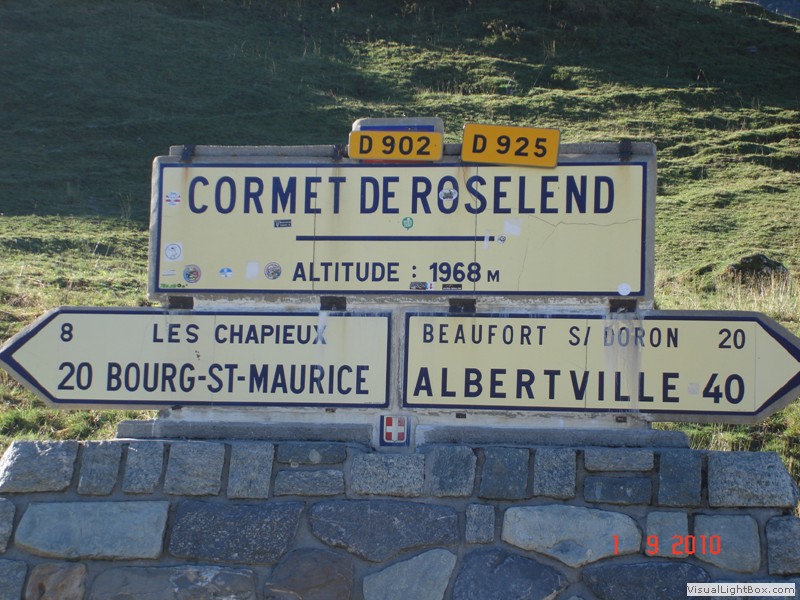 D 902
D 925
CORMET DE ROSELEND
ALTITUDE : 1968 M
8 LES CHAPIEUX
20 BOURG-ST-MAURICE
BEAUFORT S/ DORON 20
ALBERTVILLE 40
1 9 2010
VisualLightBox.com